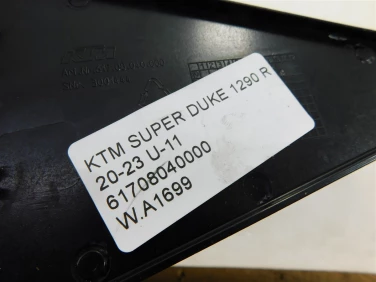 KTM SUPER DUKE 1290 R
20-23 U-11
61708040000
W.A1699